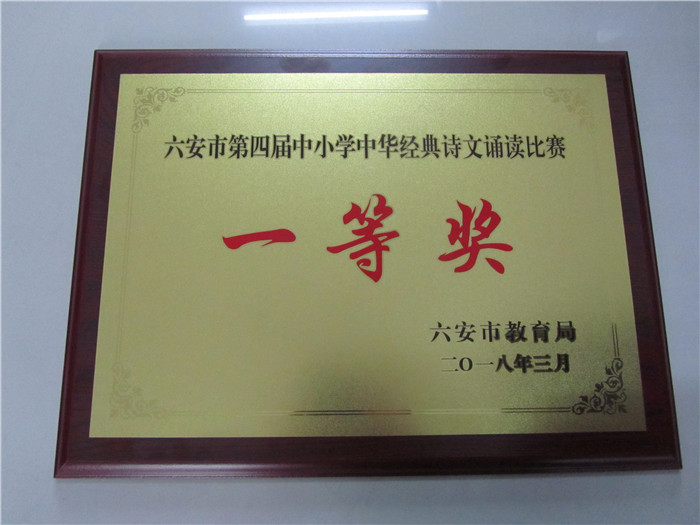 六安市第四届中小学中华经典诗文诵读比赛
一等奖
六安市教育局
二〇一八年三月